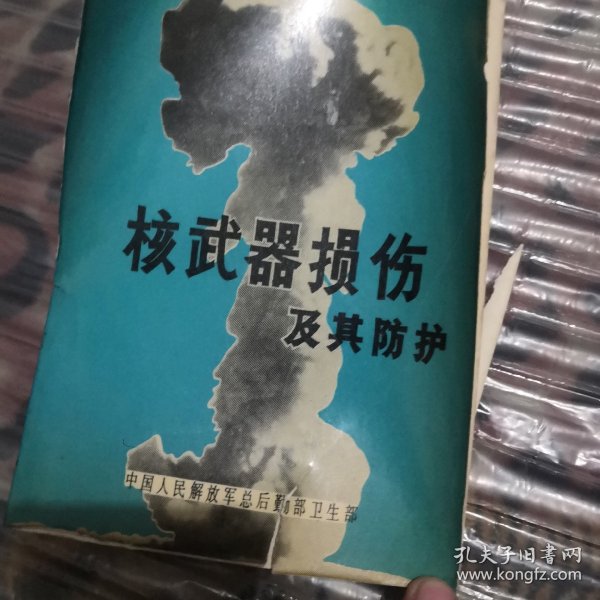 核武器损伤
及其防护
中国人民解放军总后勤部卫生部
孔夫子旧书网
www.kongfz.com